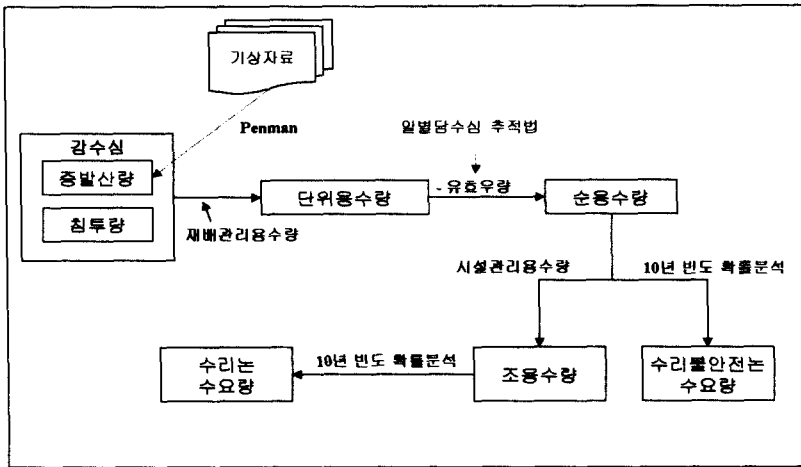 기상자료
Penman
일별담수심 추적법
감수심
증발산량
침투량
재배관리용수량
단위용수량
- 유효우량
순용수량
시설관리용수량
10년 빈도 확률분석
수리논
수요량
10년 빈도 확률분석
조용수량
수리불안전논
수요량